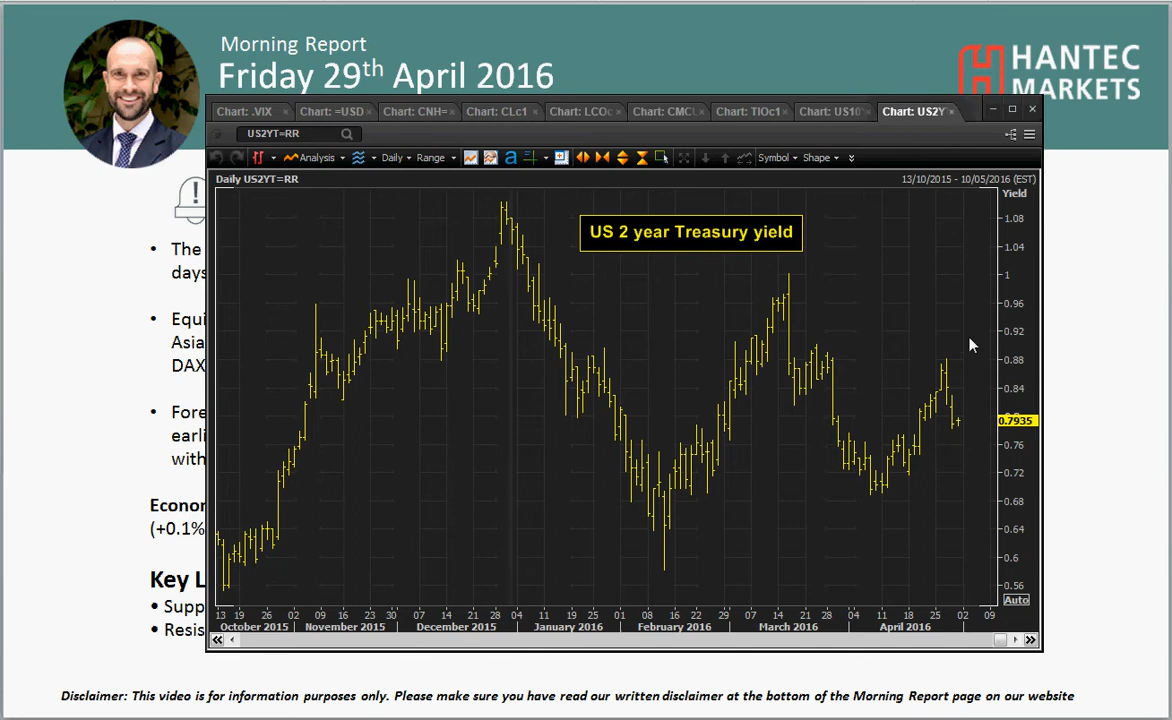 Morning Report
Friday 29th April 2016
HANTEC
MARKETS
Chart: .VIX
Chart: =USD
Chart: CNH=
Chart: CLc1
Chart: LCOc
Chart: CMCU
Chart: TIOc1
Chart: US10
Chart: US2Y
US2YT=RR
Analysis
Daily
Range
a
Symbol
Shape
Daily US2YT=RR
13/10/2015 - 10/05/2016 (EST)
Yield
US 2 year Treasury yield
1.08
1.04
1
0.96
0.92
0.88
0.84
0.7935
0.76
0.72
0.68
0.64
0.6
0.56
Auto
13 19 26 02 09 16 23 30 07 14 21 28 04 11 19 25 01 08 16 22 29 07 14 21 28 04 11 18 25 02 09
October 2015 November 2015 December 2015 January 2016 February 2016 March 2016 April 2016
• The
days
• Equi
Asia
DAX
• Fore
earli
with
Econor
(+0.1%
Key L
• Supp
• Resis
Disclaimer: This video is for information purposes only. Please make sure you have read our written disclaimer at the bottom of the Morning Report page on our website